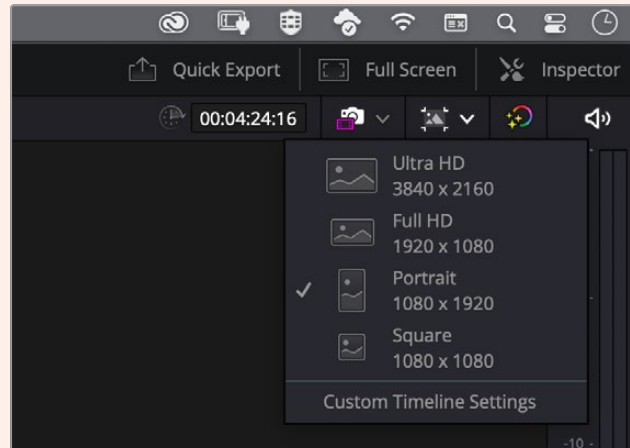 Quick Export
Full Screen
Inspector
00:04:24:16
Ultra HD
3840 x 2160
Full HD
1920 x 1080
Portrait
1080 x 1920
Square
1080 x 1080
Custom Timeline Settings
-10